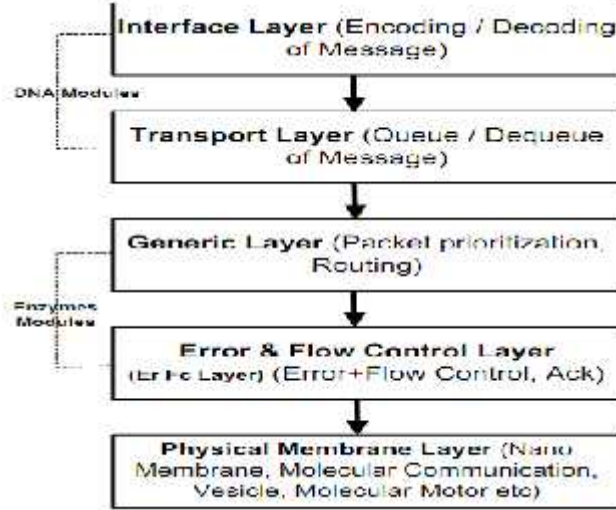 Interface Layer (Encoding / Decoding
of Message)
DNA Modules
Transport Layer (Queue / Dequeue
of Message)
Generic Layer (Packet prioritization,
Routing)
Enzymes
Modules
Error & Flow Control Layer
(Er Fc Layer) (Error+Flow Control, Ack)
Physical Membrane Layer (Nano
Membrane, Molecular Communication,
Vesicle, Molecular Motor etc)